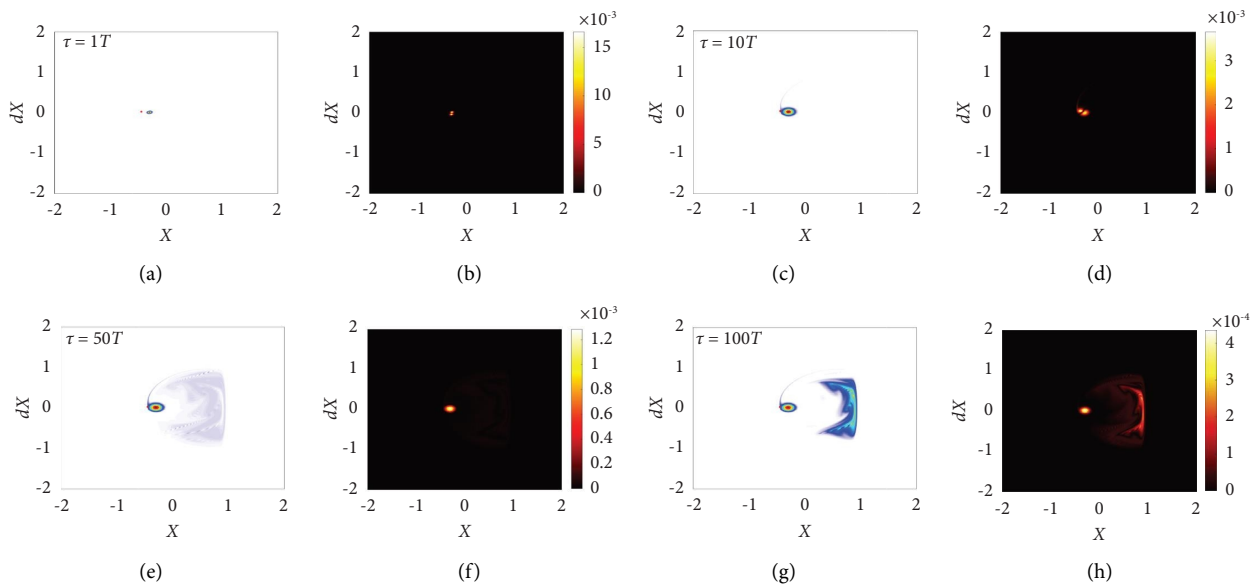 τ = 1T
2
1
0
-1
-2
dX
-2 -1 0 1 2
X
(a)
×10⁻³
15
10
5
0
2
1
0
-1
-2
dX
-2 -1 0 1 2
X
(b)
τ = 10T
2
1
0
-1
-2
dX
-2 -1 0 1 2
X
(c)
×10⁻³
3
2
1
0
2
1
0
-1
-2
dX
-2 -1 0 1 2
X
(d)
τ = 50T
2
1
0
-1
-2
dX
-2 -1 0 1 2
X
(e)
×10⁻³
1.2
1
0.8
0.6
0.4
0.2
0
2
1
0
-1
-2
dX
-2 -1 0 1 2
X
(f)
τ = 100T
2
1
0
-1
-2
dX
-2 -1 0 1 2
X
(g)
×10⁻⁴
4
3
2
1
0
2
1
0
-1
-2
dX
-2 -1 0 1 2
X
(h)